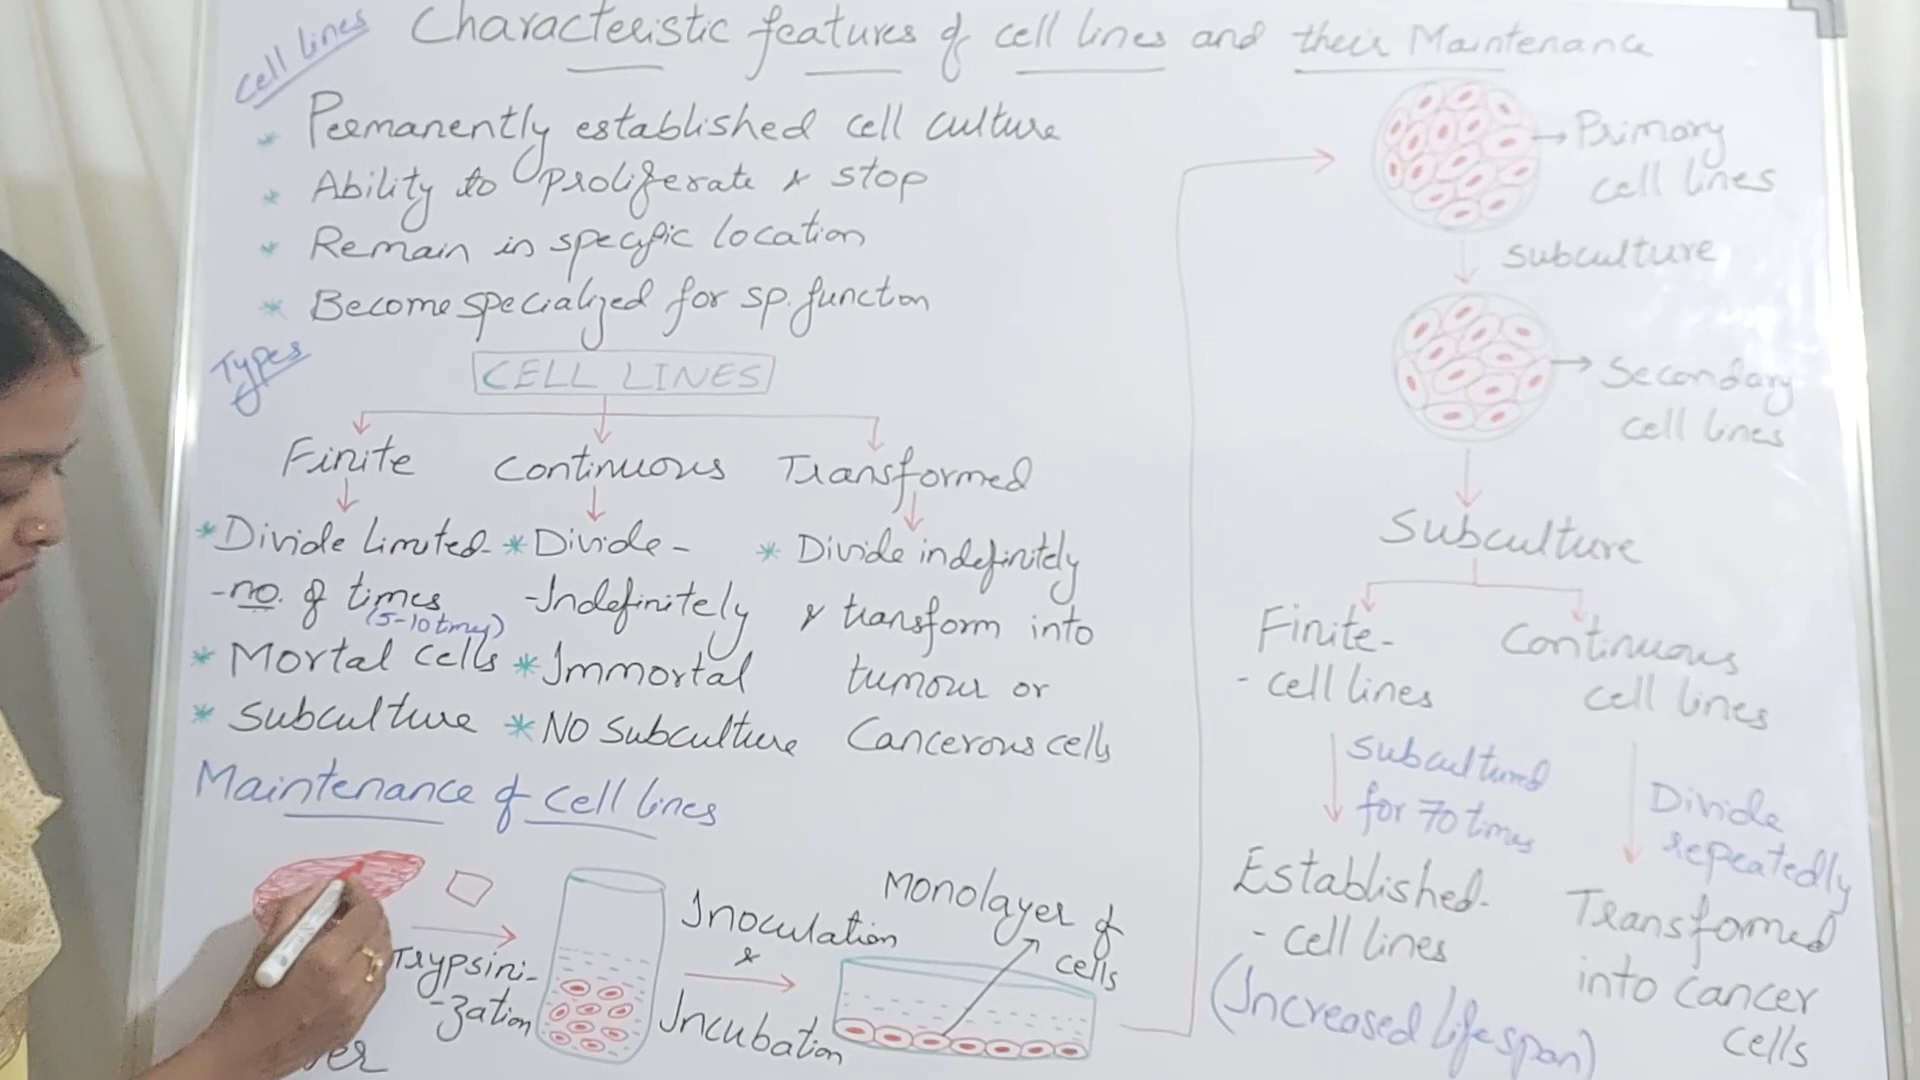 Cell lines
Characteristic features of cell lines and their Maintenance
* Permanently established cell culture
* Ability to proliferate & stop
* Remain in specific location
* Become specialized for sp. function
Types
CELL LINES
Finite
* Divide limited-
-no. of times
(5-10 times)
* Mortal cells
* Subculture
Continuous
* Divide-
-Indefinitely
* Immortal
* NO subculture
Transformed
* Divide indefinitely
& transform into
tumour or
Cancerous cells
Maintenance of cell lines
Trypsini-
-zation
Inoculation
&
Incubation
Monolayer of
cells
Primary
cell lines
subculture
Secondary
cell lines
Subculture
Finite-
- cell lines
Subcultured
for 70 times
Established-
- cell lines
(Increased life span)
Continuous
cell lines
Divide
repeatedly
Transformed
into cancer
cells